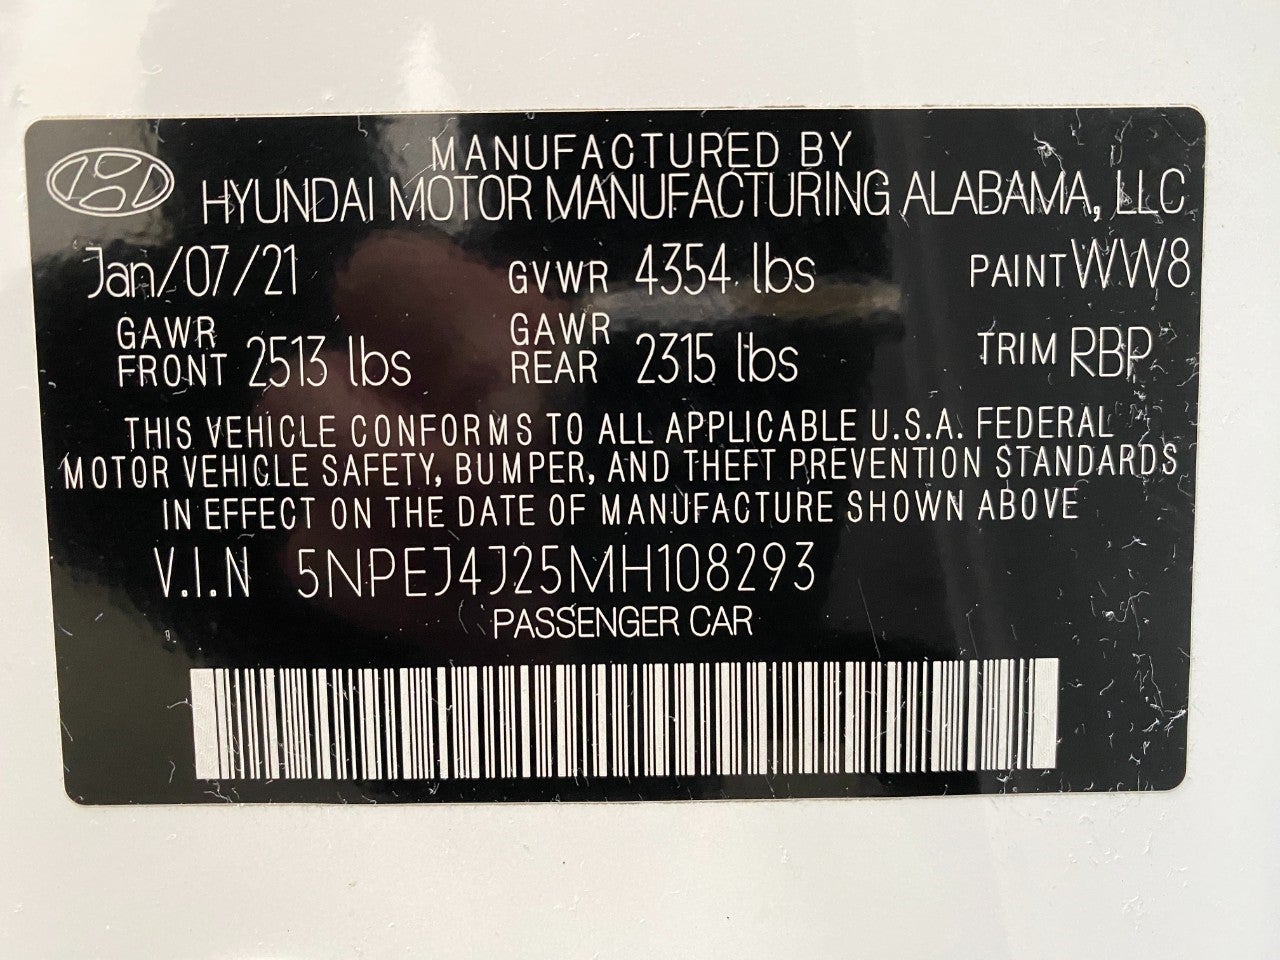 MANUFACTURED BY
HYUNDAI MOTOR MANUFACTURING ALABAMA, LLC
Jan/07/21 GVWR 4354 lbs PAINT WW8
GAWR FRONT 2513 lbs GAWR REAR 2315 lbs TRIM RBP
THIS VEHICLE CONFORMS TO ALL APPLICABLE U.S.A. FEDERAL
MOTOR VEHICLE SAFETY, BUMPER, AND THEFT PREVENTION STANDARDS
IN EFFECT ON THE DATE OF MANUFACTURE SHOWN ABOVE
V.I.N 5NPEJ4J25MH108293
PASSENGER CAR